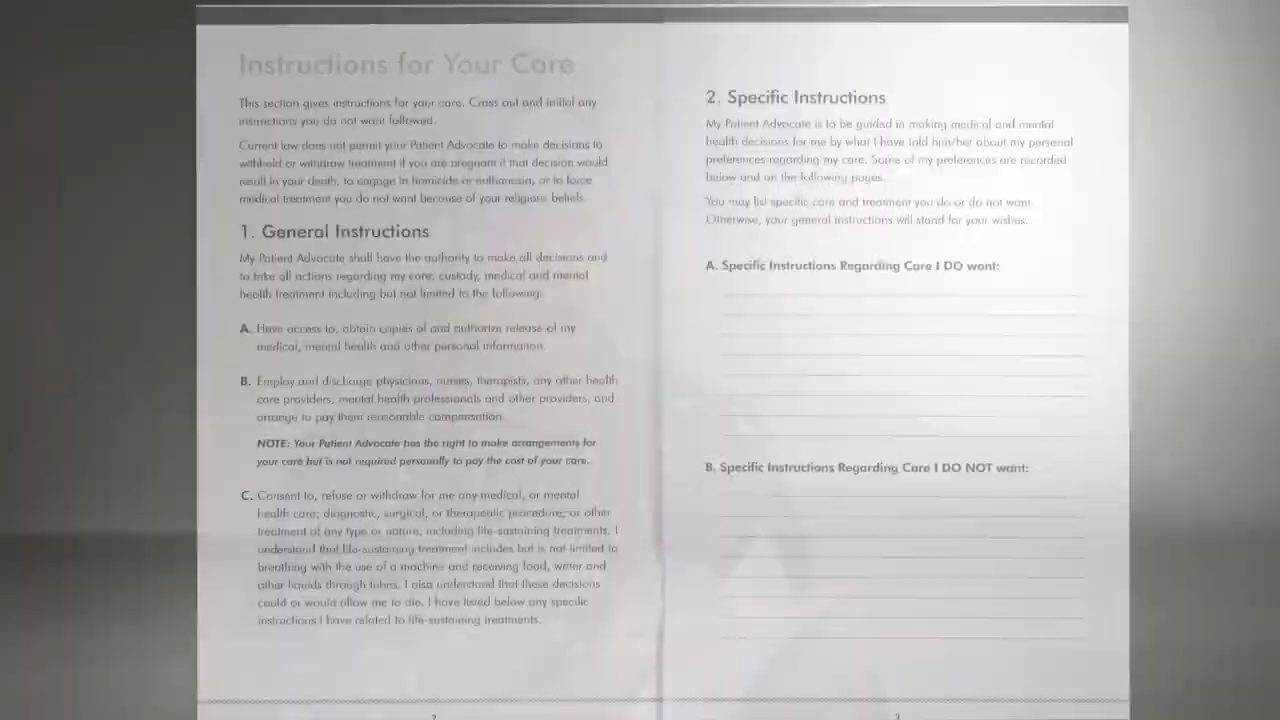 Instructions for Your Care
This section gives instructions for your care. Cross out and initial any
instructions you do not want followed.
Current law does not permit your Patient Advocate to make decisions to
withhold or withdraw treatment if you are pregnant if that decision would
result in your death, to engage in homicide or euthanasia, or to force
medical treatment you do not want because of your religious beliefs.
1. General Instructions
My Patient Advocate shall have the authority to make all decisions and
to take all actions regarding my care, custody, medical and mental
health treatment including but not limited to the following:
A. Have access to, obtain copies of and authorize release of my
medical, mental health and other personal information.
B. Employ and discharge physicians, nurses, therapists, any other health
care providers, mental health professionals and other providers, and
arrange to pay them reasonable compensation.
NOTE: Your Patient Advocate has the right to make arrangements for
your care but is not required personally to pay the cost of your care.
C. Consent to, refuse or withdraw for me any medical, or mental
health care; diagnostic, surgical, or therapeutic procedure; or other
treatment of any type or nature, including life-sustaining treatments. I
understand that life-sustaining treatment includes but is not limited to
breathing with the use of a machine and receiving food, water and
other liquids through tubes. I also understand that these decisions
could or would allow me to die. I have listed below any specific
instructions I have related to life-sustaining treatments.
2
2. Specific Instructions
My Patient Advocate is to be guided in making medical and mental
health decisions for me by what I have told him/her about my personal
preferences regarding my care. Some of my preferences are recorded
below and on the following pages.
You may list specific care and treatment you do or do not want.
Otherwise, your general instructions will stand for your wishes.
A. Specific Instructions Regarding Care I DO want:
B. Specific Instructions Regarding Care I DO NOT want:
3